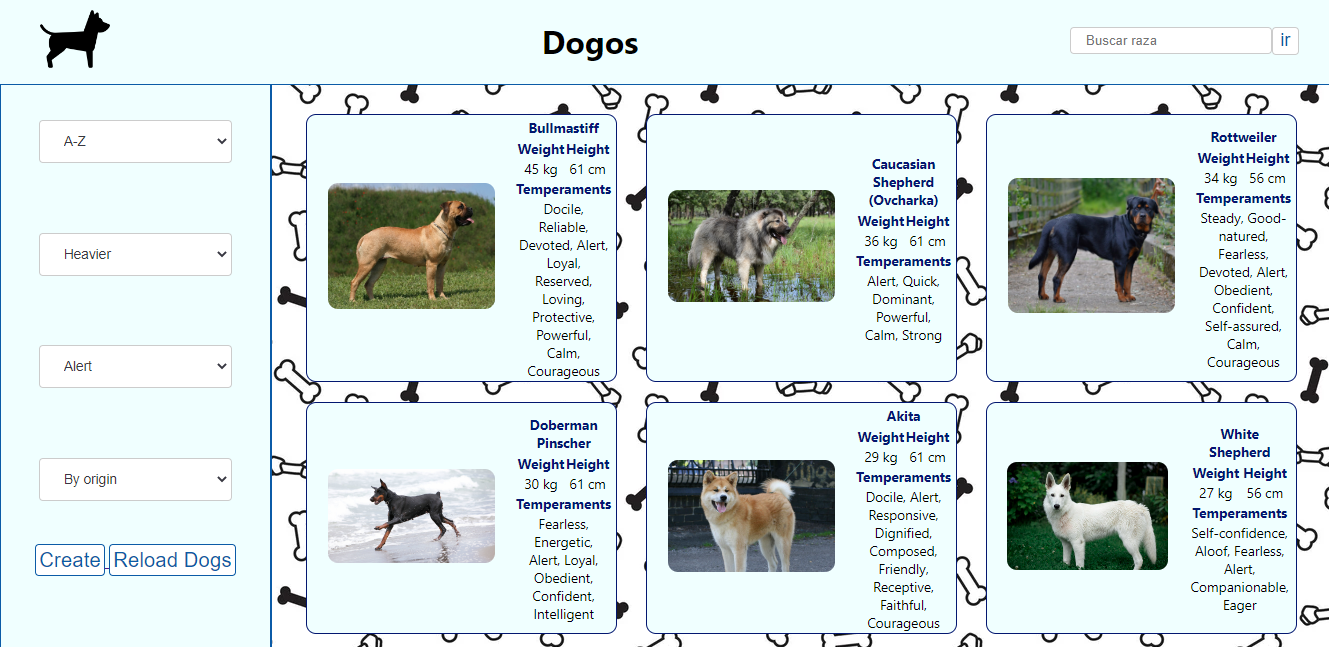 Dogos
Buscar raza
ir
A-Z
Heavier
Alert
By origin
Create Reload Dogs
Bullmastiff
Weight Height
45 kg 61 cm
Temperaments
Docile,
Reliable,
Devoted, Alert,
Loyal,
Reserved,
Loving,
Protective,
Powerful,
Calm,
Courageous
Caucasian
Shepherd
(Ovcharka)
Weight Height
36 kg 61 cm
Temperaments
Alert, Quick,
Dominant,
Powerful,
Calm, Strong
Rottweiler
Weight Height
34 kg 56 cm
Temperaments
Steady, Good-
natured,
Fearless,
Devoted, Alert,
Obedient,
Confident,
Self-assured,
Calm,
Courageous
Doberman
Pinscher
Weight Height
30 kg 61 cm
Temperaments
Fearless,
Energetic,
Alert, Loyal,
Obedient,
Confident,
Intelligent
Akita
Weight Height
29 kg 61 cm
Temperaments
Docile, Alert,
Responsive,
Dignified,
Composed,
Friendly,
Receptive,
Faithful,
Courageous
White
Shepherd
Weight Height
27 kg 56 cm
Temperaments
Self-confidence,
Aloof, Fearless,
Alert,
Companionable,
Eager